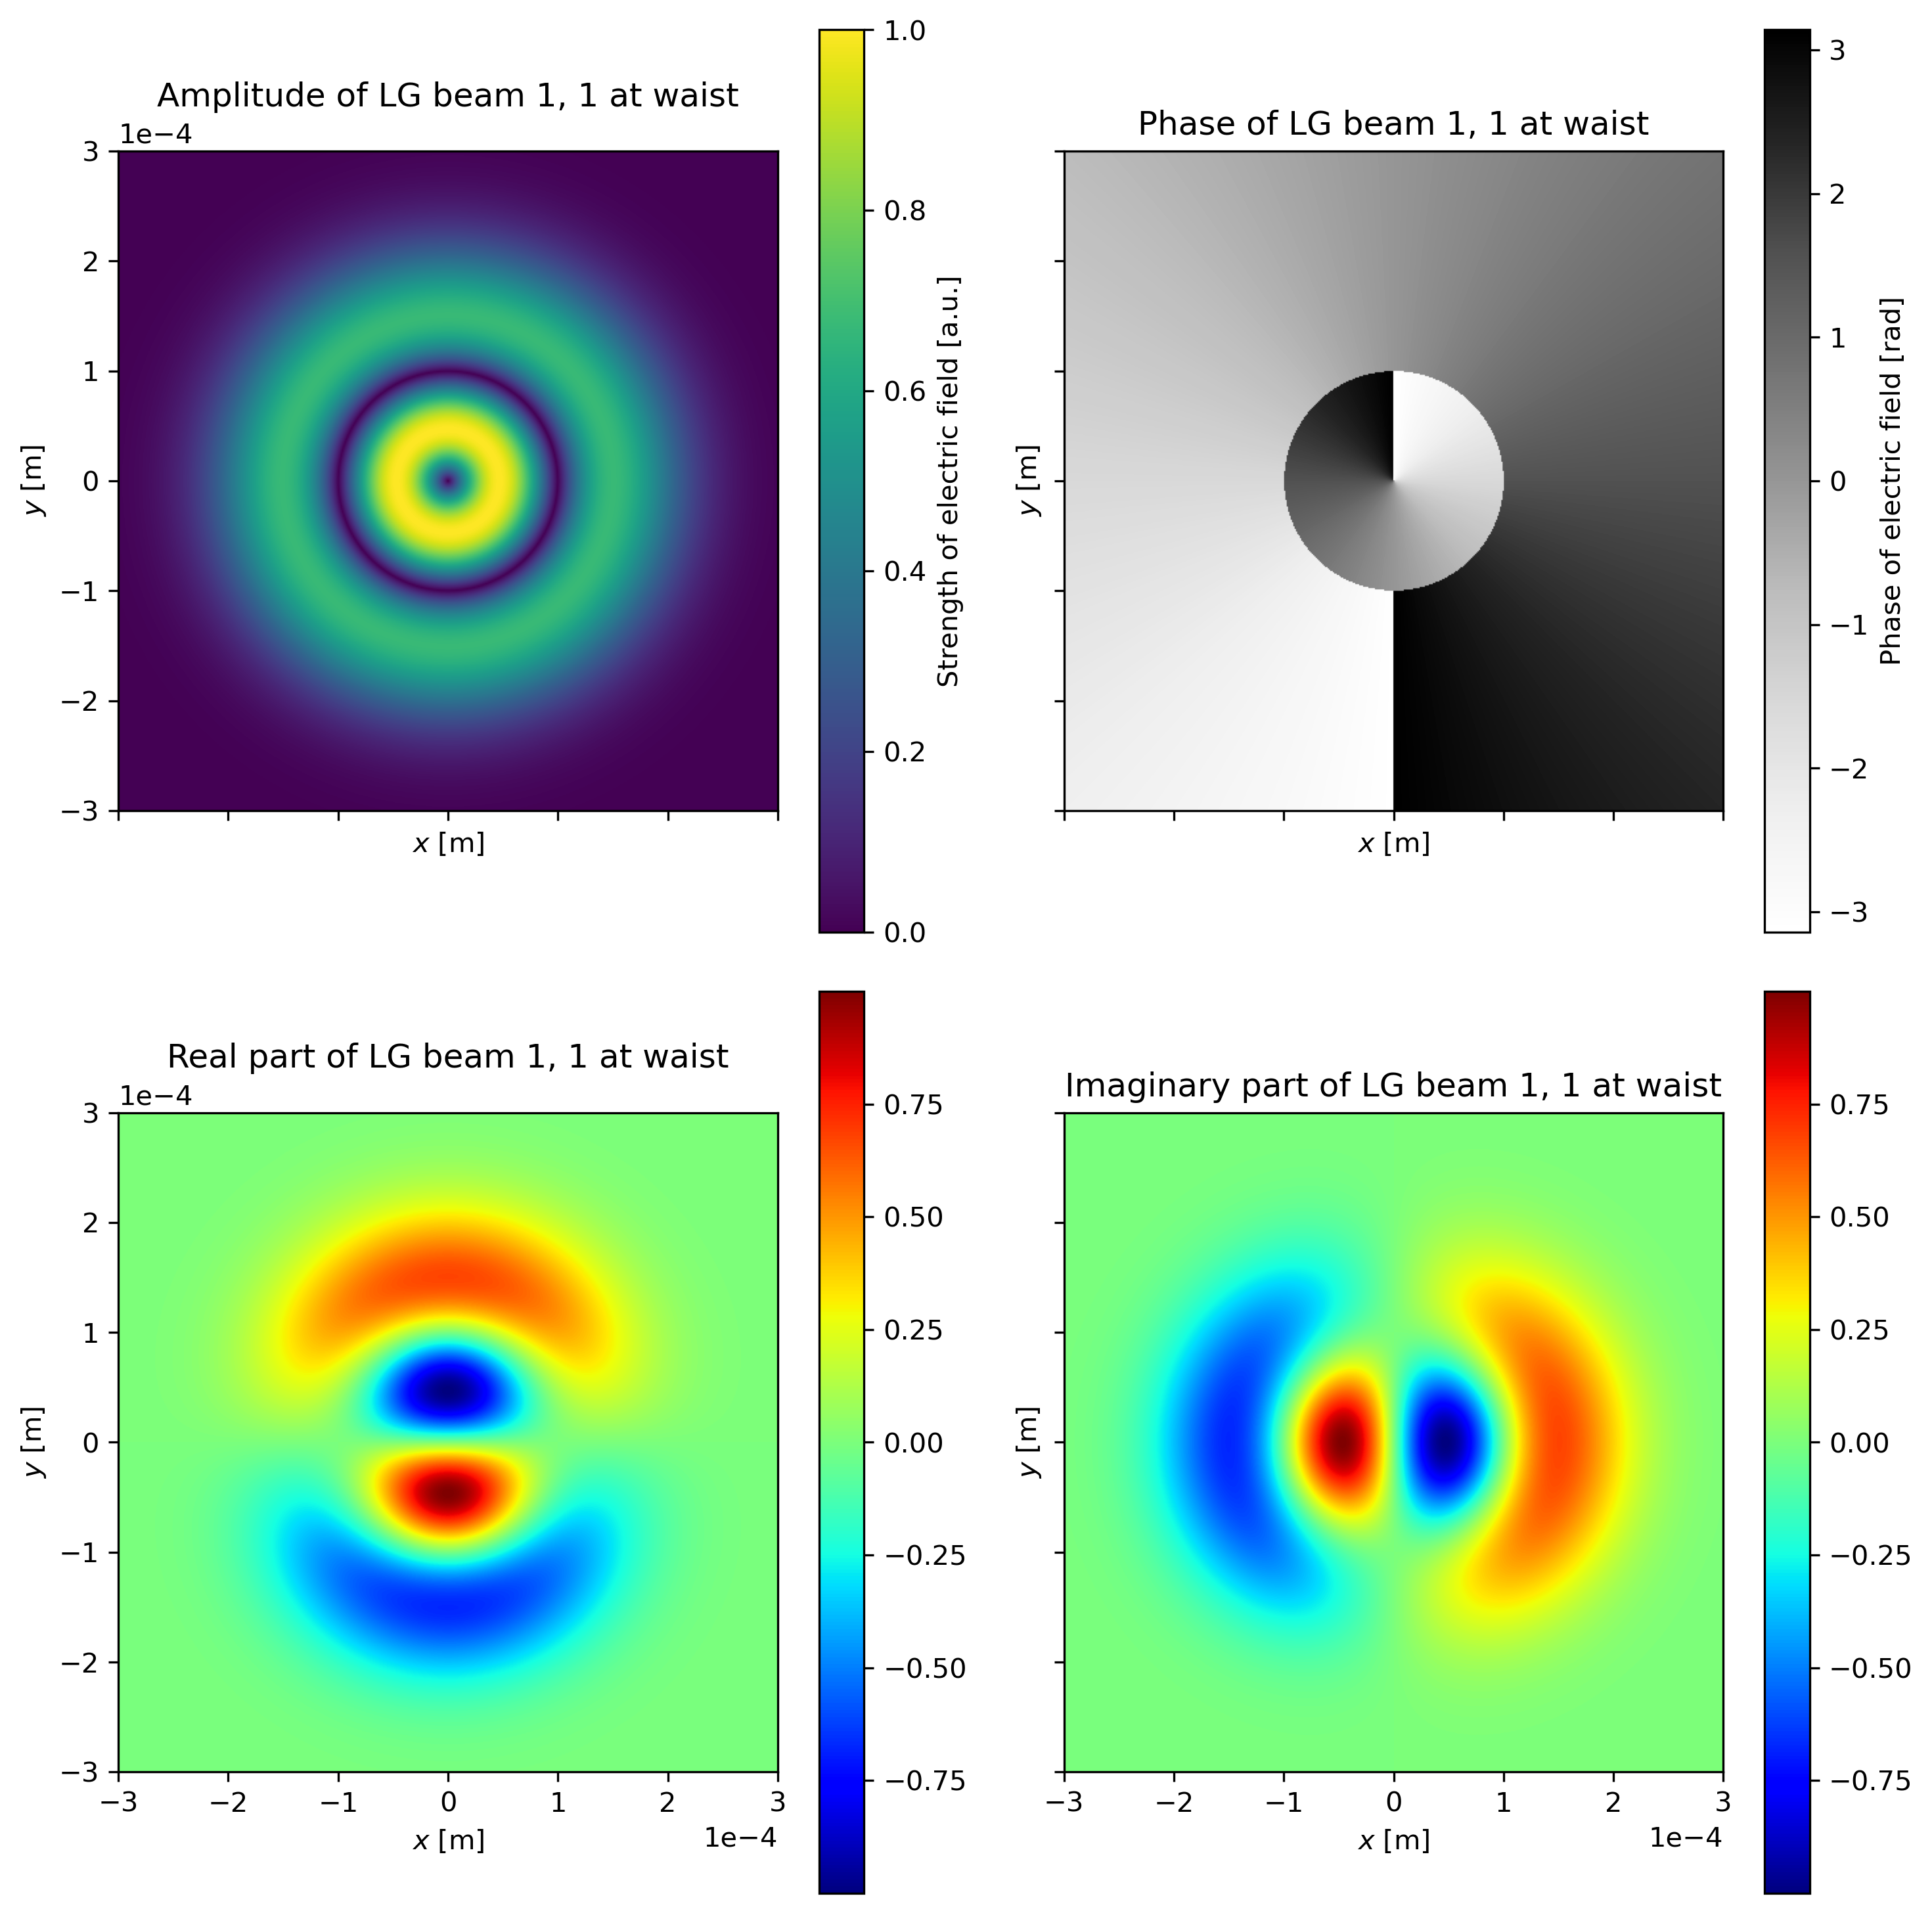 Amplitude of LG beam 1, 1 at waist
1e−4
3
2
1
0
−1
−2
−3
y [m]
x [m]
1.0
0.8
0.6
0.4
0.2
0.0
Strength of electric field [a.u.]
Phase of LG beam 1, 1 at waist
y [m]
x [m]
3
2
1
0
−1
−2
−3
Phase of electric field [rad]
Real part of LG beam 1, 1 at waist
1e−4
3
2
1
0
−1
−2
−3
y [m]
−3 −2 −1 0 1 2 3
x [m]
1e−4
0.75
0.50
0.25
0.00
−0.25
−0.50
−0.75
Imaginary part of LG beam 1, 1 at waist
y [m]
−3 −2 −1 0 1 2 3
x [m]
1e−4
0.75
0.50
0.25
0.00
−0.25
−0.50
−0.75